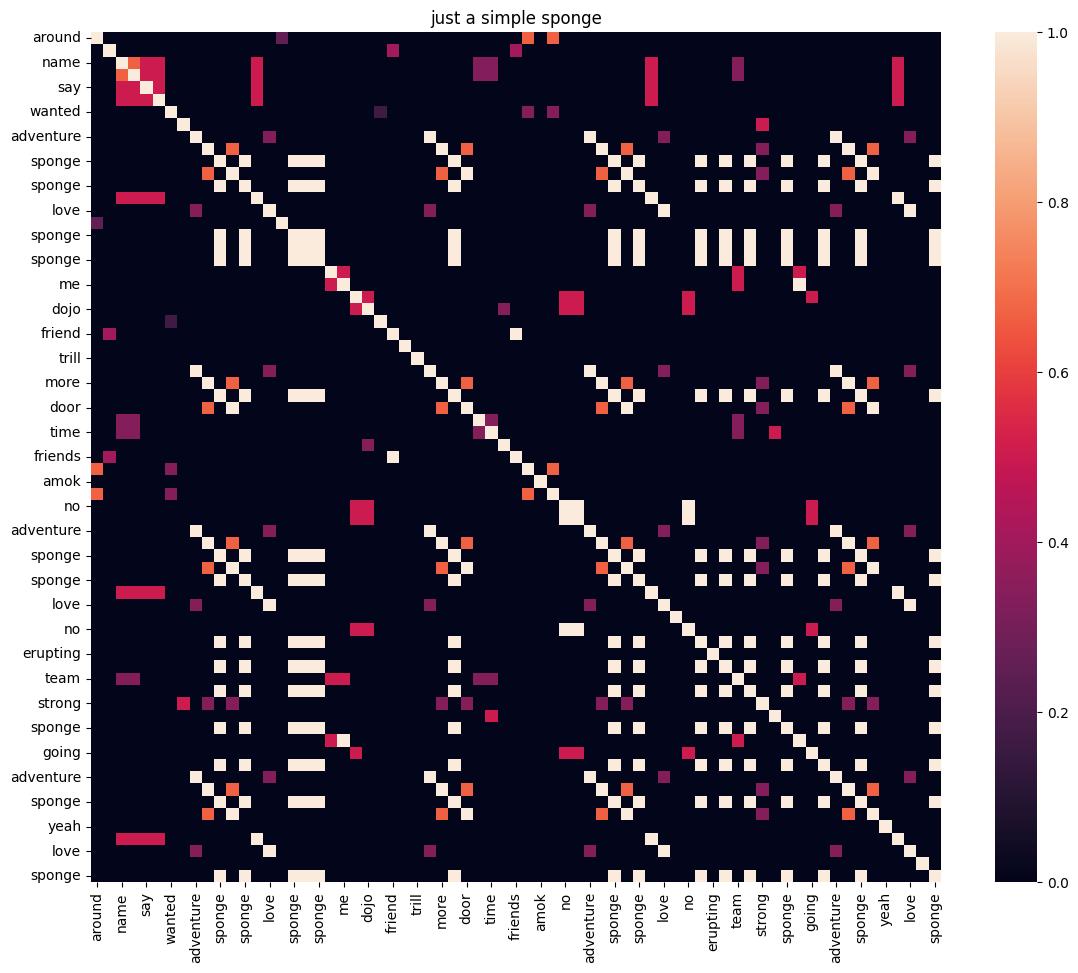 just a simple sponge
around
name
say
wanted
adventure
sponge
sponge
love
sponge
sponge
me
dojo
friend
trill
more
door
time
friends
amok
no
adventure
sponge
sponge
love
no
erupting
team
strong
sponge
going
adventure
sponge
yeah
love
sponge
around
name
say
wanted
adventure
sponge
sponge
love
sponge
sponge
me
dojo
friend
trill
more
door
time
friends
amok
no
adventure
sponge
sponge
love
no
erupting
team
strong
sponge
going
adventure
sponge
yeah
love
sponge
1.0
0.8
0.6
0.4
0.2
0.0